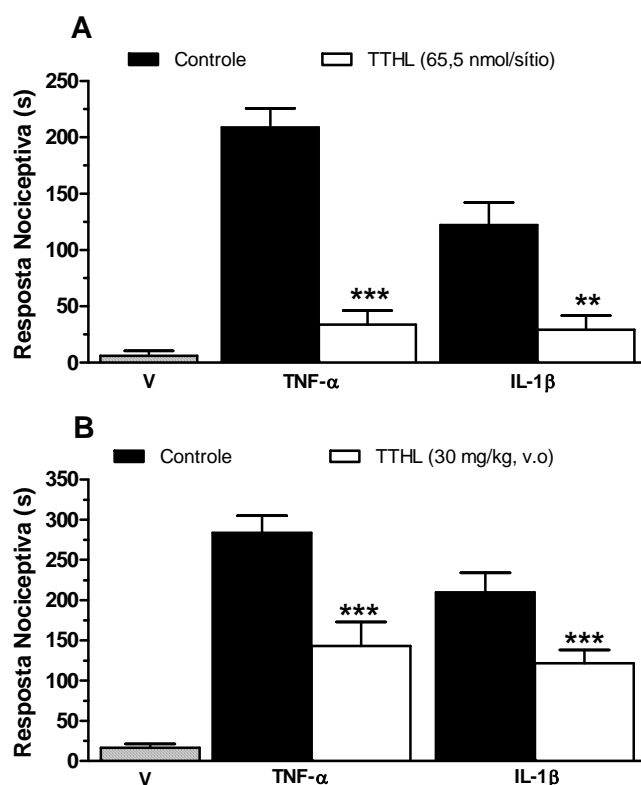 A
Controle TTHL (65,5 nmol/sítio)
Resposta Nociceptiva (s)
250
200
150
100
50
0
***
**
V TNF-α IL-1β
B
Controle TTHL (30 mg/kg, v.o)
Resposta Nociceptiva (s)
350
300
250
200
150
100
50
0
***
***
V TNF-α IL-1β